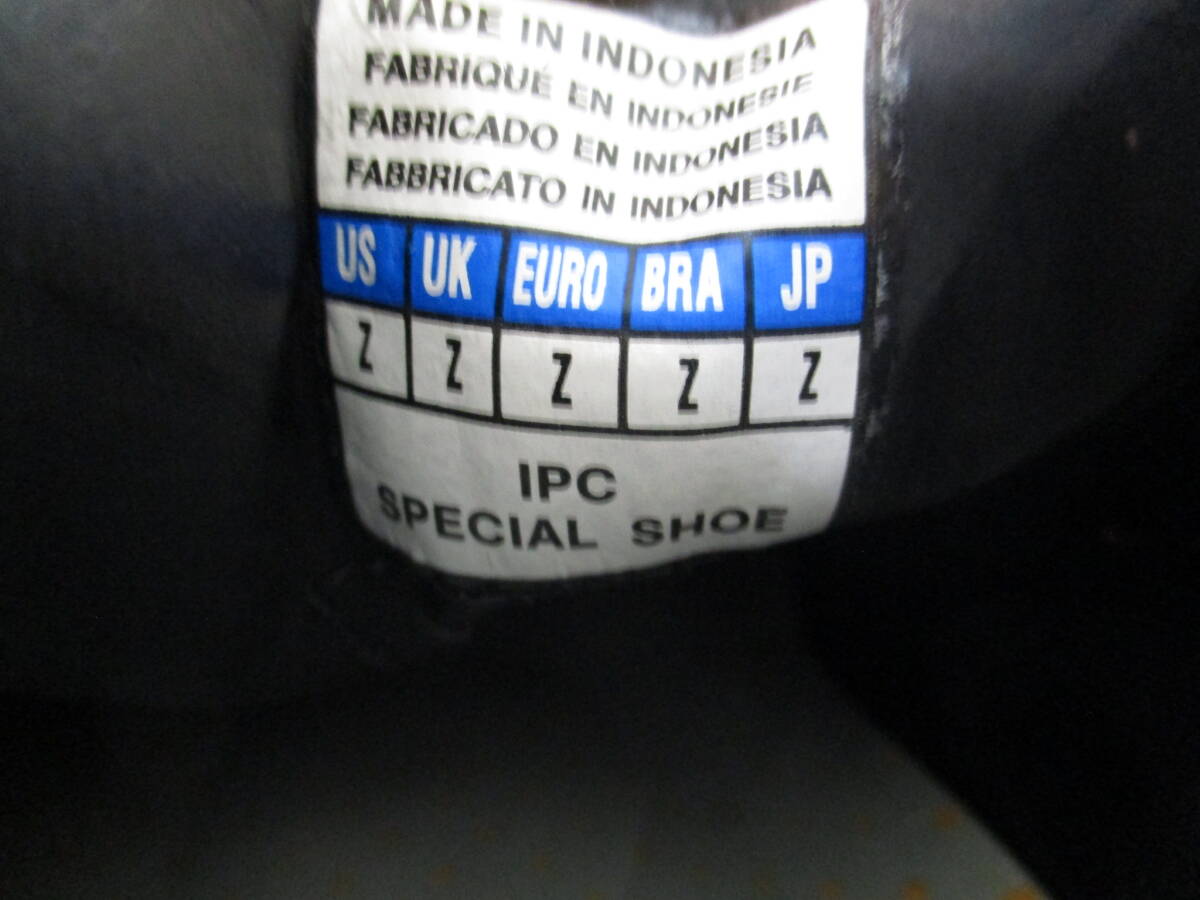 MADE IN INDONESIA
FABRIQUÉ EN INDONESIE
FABRICADO EN INDONESIA
FABBRICATO IN INDONESIA
US UK EURO BRA JP
Z Z Z Z Z
IPC
SPECIAL SHOE